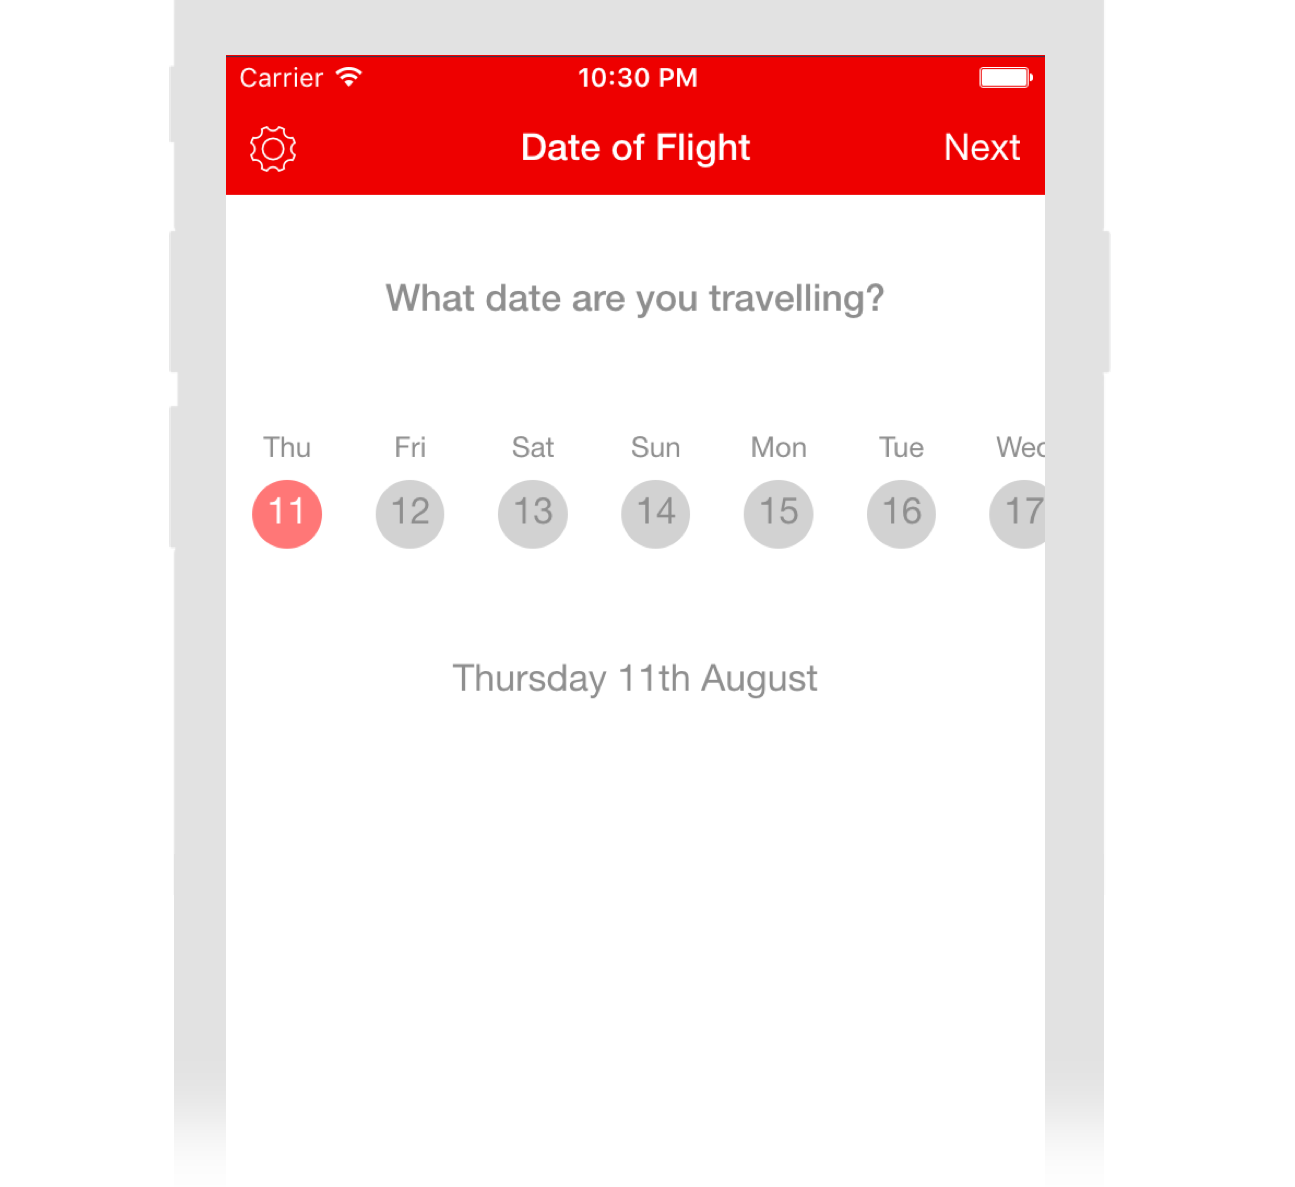 Carrier 10:30 PM
Date of Flight Next
What date are you travelling?
Thu Fri Sat Sun Mon Tue Wed
11 12 13 14 15 16 17
Thursday 11th August